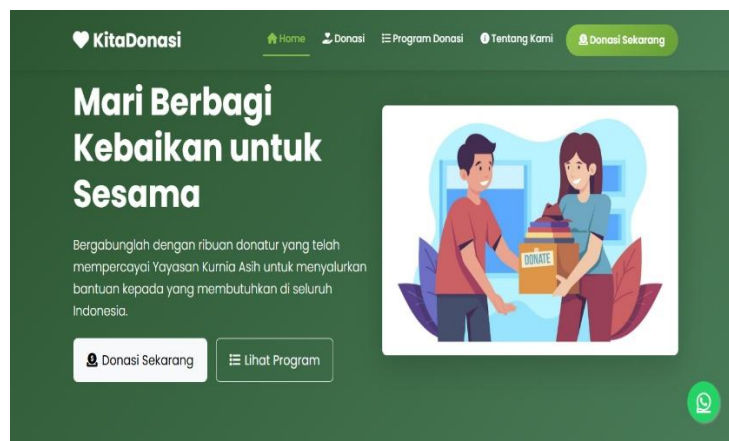 KitaDonasi
Home Donasi Program Donasi Tentang Kami Donasi Sekarang
Mari Berbagi
Kebaikan untuk
Sesama
Bergabunglah dengan ribuan donatur yang telah
mempercayai Yayasan Kurnia Asih untuk menyalurkan
bantuan kepada yang membutuhkan di seluruh
Indonesia.
Donasi Sekarang
Lihat Program
DONATE